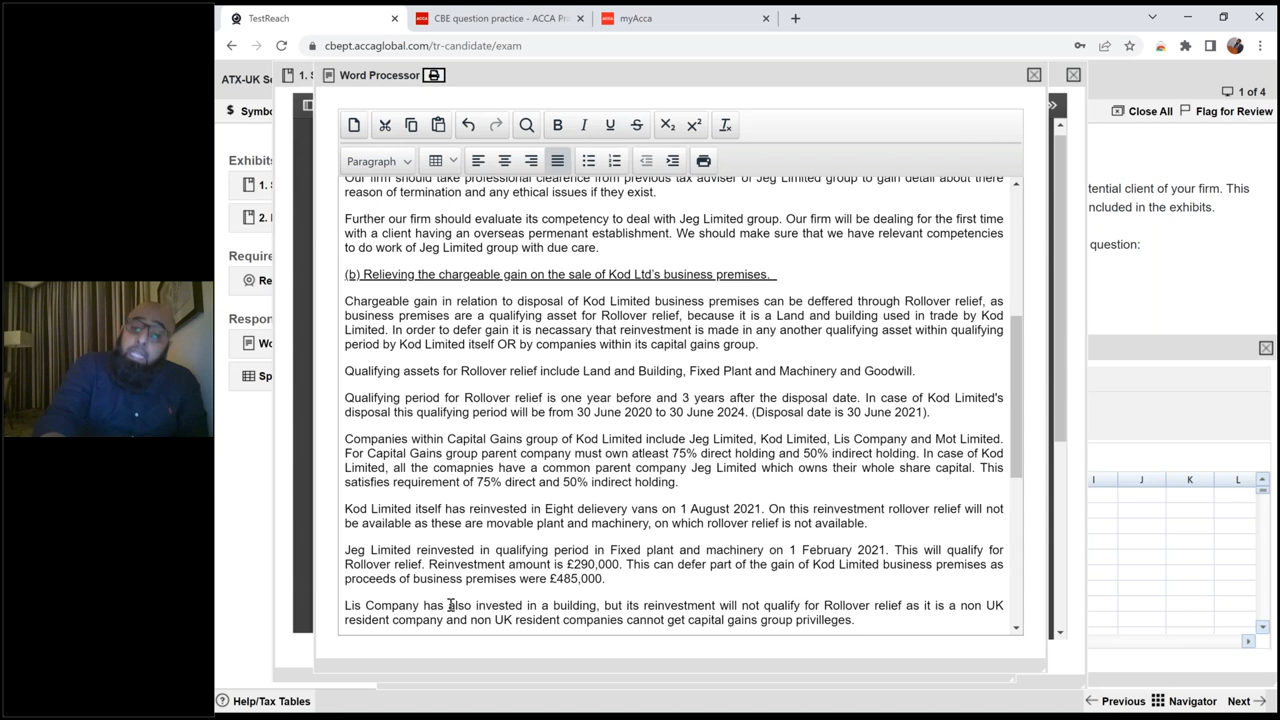 TestReach
CBE question practice - ACCA Pr
myAcca
cbept.accaglobal.com/tr-candidate/exam
ATX-UK Se
1. S
Word Processor
1 of 4
$ Symbo
Close All
Flag for Review
Paragraph
Exhibits
1. S
2. I
Require
Re
Respon
Wo
Sp
tential client of your firm. This
ncluded in the exhibits.
question:
Our firm should take professional clearence from previous tax adviser of Jeg Limited group to gain detail about there
reason of termination and any ethical issues if they exist.
Further our firm should evaluate its competency to deal with Jeg Limited group. Our firm will be dealing for the first time
with a client having an overseas permenant establishment. We should make sure that we have relevant competencies
to do work of Jeg Limited group with due care.
(b) Relieving the chargeable gain on the sale of Kod Ltd's business premises.
Chargeable gain in relation to disposal of Kod Limited business premises can be deffered through Rollover relief, as
business premises are a qualifying asset for Rollover relief, because it is a Land and building used in trade by Kod
Limited. In order to defer gain it is necassary that reinvestment is made in any another qualifying asset within qualifying
period by Kod Limited itself OR by companies within its capital gains group.
Qualifying assets for Rollover relief include Land and Building, Fixed Plant and Machinery and Goodwill.
Qualifying period for Rollover relief is one year before and 3 years after the disposal date. In case of Kod Limited's
disposal this qualifying period will be from 30 June 2020 to 30 June 2024. (Disposal date is 30 June 2021).
Companies within Capital Gains group of Kod Limited include Jeg Limited, Kod Limited, Lis Company and Mot Limited.
For Capital Gains group parent company must own atleast 75% direct holding and 50% indirect holding. In case of Kod
Limited, all the comapnies have a common parent company Jeg Limited which owns their whole share capital. This
satisfies requirement of 75% direct and 50% indirect holding.
Kod Limited itself has reinvested in Eight delievery vans on 1 August 2021. On this reinvestment rollover relief will not
be available as these are movable plant and machinery, on which rollover relief is not available.
Jeg Limited reinvested in qualifying period in Fixed plant and machinery on 1 February 2021. This will qualify for
Rollover relief. Reinvestment amount is £290,000. This can defer part of the gain of Kod Limited business premises as
proceeds of business premises were £485,000.
Lis Company has also invested in a building, but its reinvestment will not qualify for Rollover relief as it is a non UK
resident company and non UK resident companies cannot get capital gains group privilleges.
I J K L
Help/Tax Tables
Previous
Navigator
Next